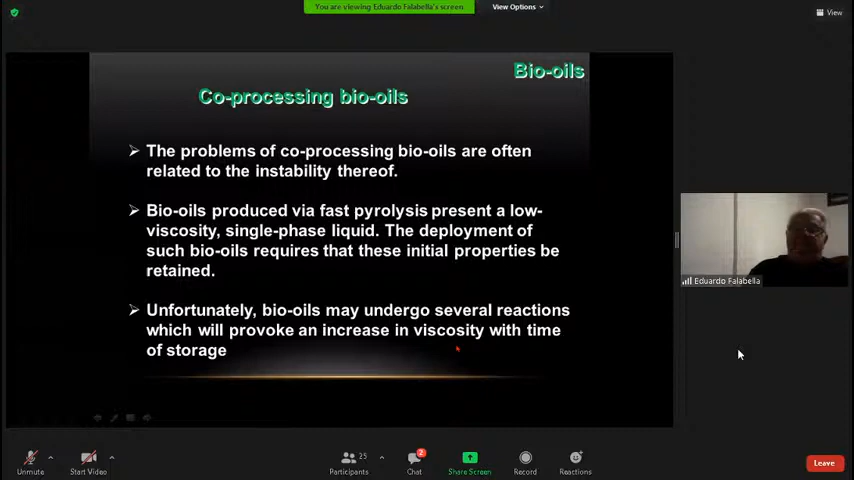 You are viewing Eduardo Falabella's screen
View Options
View
Bio-oils
Co-processing bio-oils
The problems of co-processing bio-oils are often
related to the instability thereof.
Bio-oils produced via fast pyrolysis present a low-
viscosity, single-phase liquid. The deployment of
such bio-oils requires that these initial properties be
retained.
Unfortunately, bio-oils may undergo several reactions
which will provoke an increase in viscosity with time
of storage
Eduardo Falabella
Unmute
Start Video
25
Participants
2
Chat
Share Screen
Record
Reactions
Leave